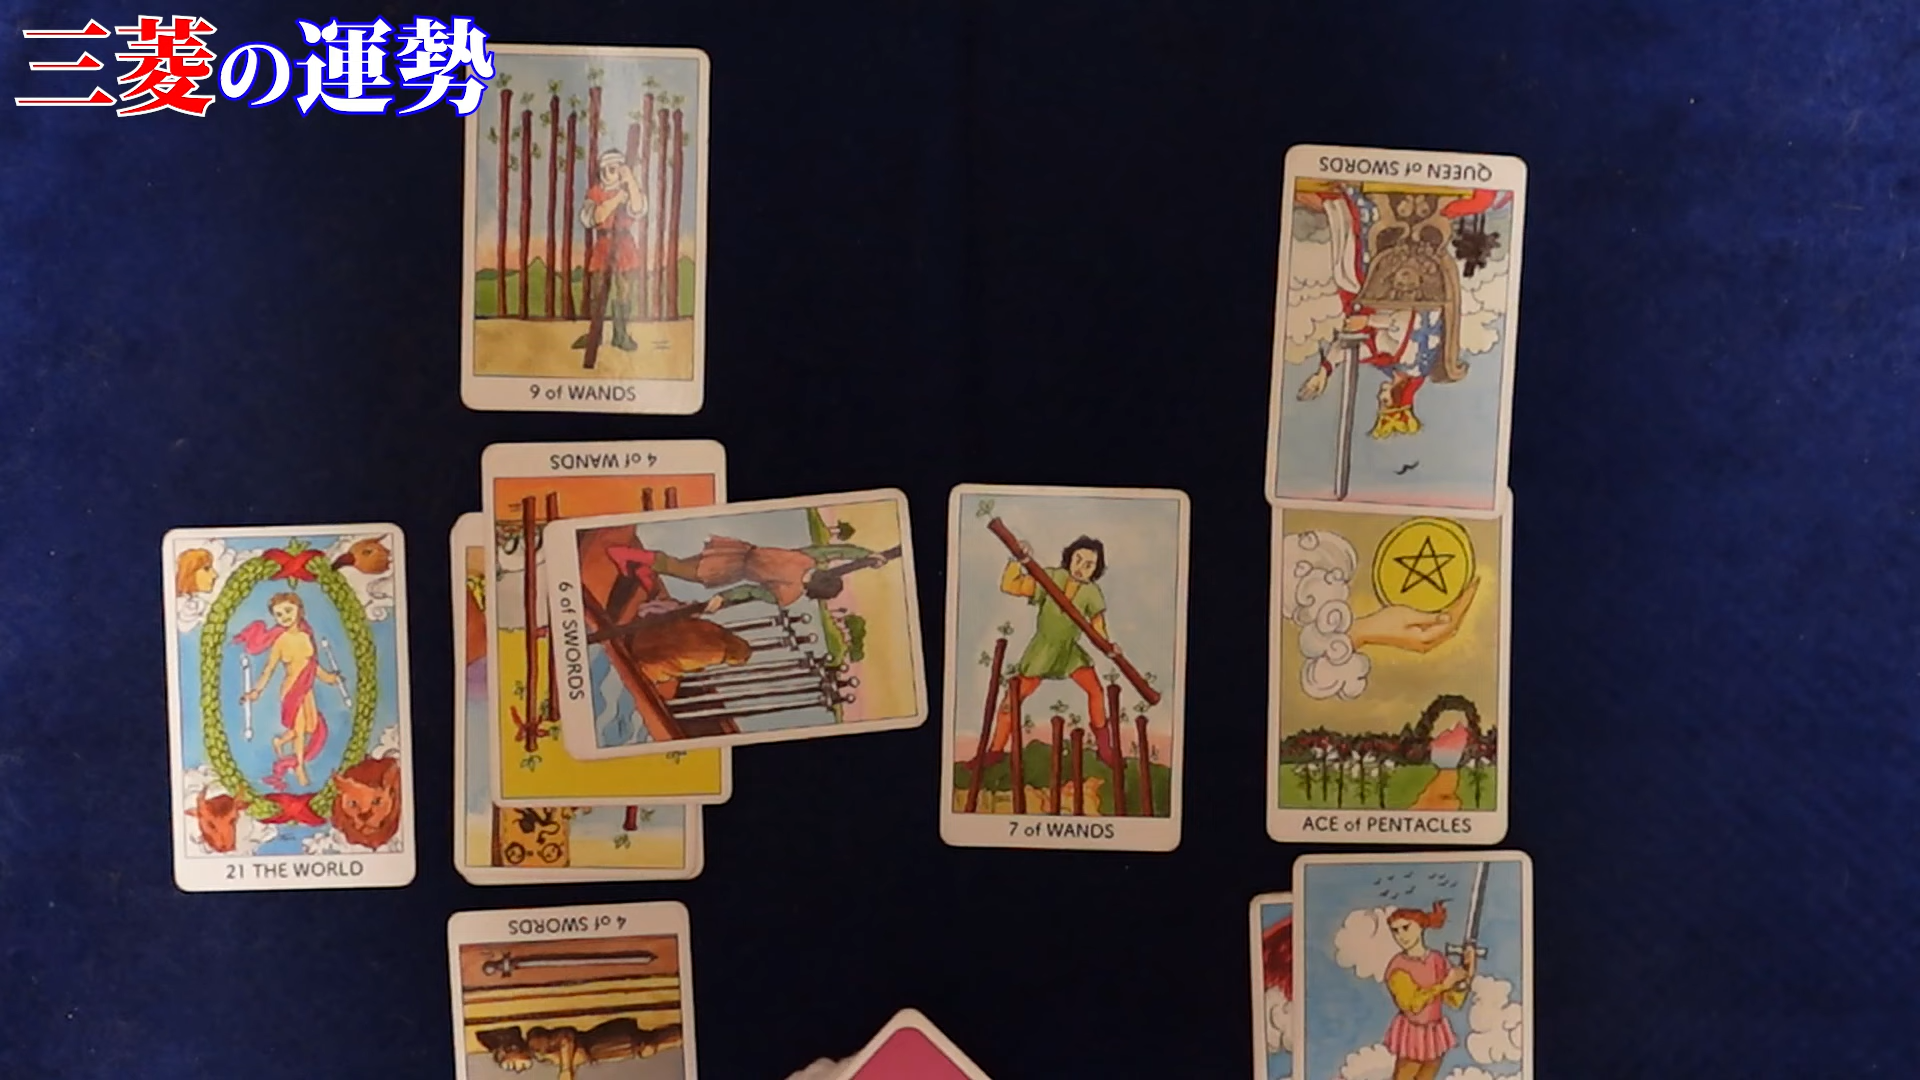 三菱の運勢
9 of WANDS
QUEEN of SWORDS
4 of WANDS
6 of SWORDS
7 of WANDS
ACE of PENTACLES
21 THE WORLD
4 of SWORDS